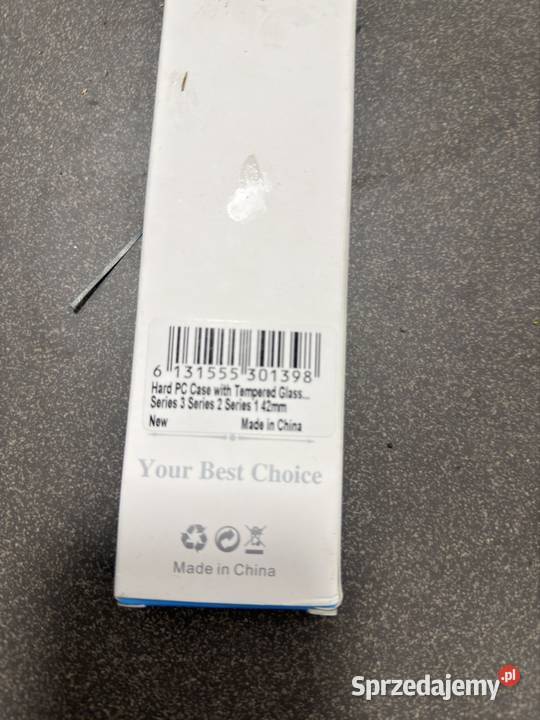 6 131555 301398
Hard PC Case with Tempered Glass...
Series 3 Series 2 Series 1 42mm
New Made in China
Your Best Choice
Made in China
Sprzedajemy.pl